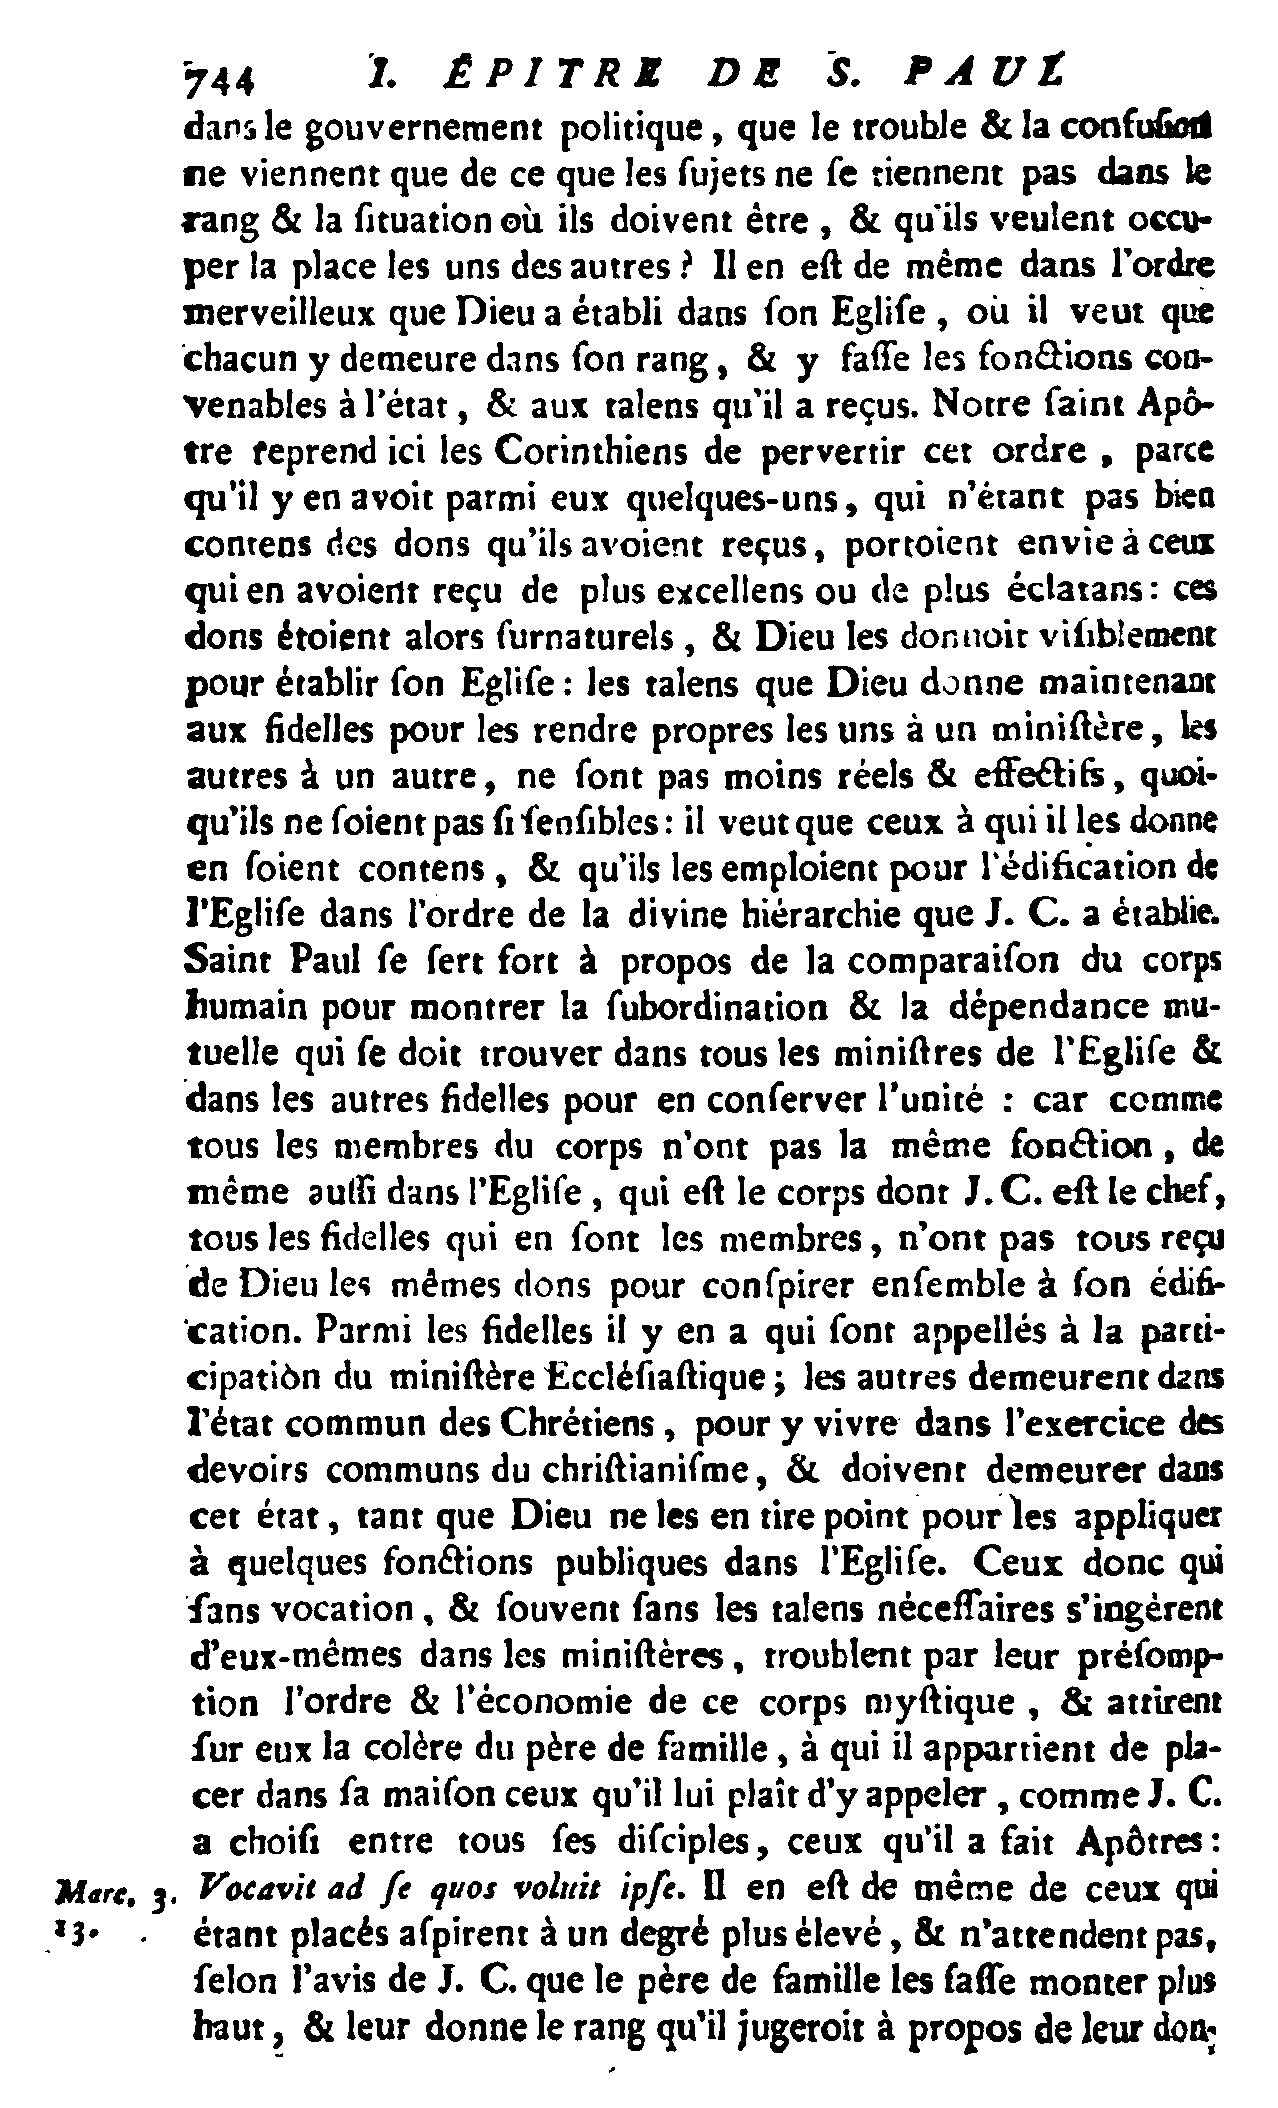 744 I. ÉPITRE DE S. PAUL
dans le gouvernement politique, que le trouble & la confuſion
ne viennent que de ce que les ſujets ne ſe tiennent pas dans le
rang & la ſituation où ils doivent être, & qu'ils veulent occu-
per la place les uns des autres? Il en eſt de même dans l'ordre
merveilleux que Dieu a établi dans ſon Egliſe, où il veut que
chacun y demeure dans ſon rang, & y faſſe les fonctions con-
venables à l'état, & aux talens qu'il a reçus. Notre ſaint Apô-
tre reprend ici les Corinthiens de pervertir cet ordre, parce
qu'il y en avoit parmi eux quelques-uns, qui n'étant pas bien
contens des dons qu'ils avoient reçus, portoient envie à ceux
qui en avoient reçu de plus excellens ou de plus éclatans: ces
dons étoient alors ſurnaturels, & Dieu les donnoit viſiblement
pour établir ſon Egliſe: les talens que Dieu donne maintenant
aux fidelles pour les rendre propres les uns à un miniſtère, les
autres à un autre, ne ſont pas moins réels & effectifs, quoi-
qu'ils ne ſoient pas ſi ſenſibles: il veut que ceux à qui il les donne
en ſoient contens, & qu'ils les emploient pour l'édification de
l'Egliſe dans l'ordre de la divine hiérarchie que J. C. a établie.
Saint Paul ſe ſert fort à propos de la comparaiſon du corps
humain pour montrer la ſubordination & la dépendance mu-
tuelle qui ſe doit trouver dans tous les miniſtres de l'Egliſe &
dans les autres fidelles pour en conſerver l'unité : car comme
tous les membres du corps n'ont pas la même fonction, de
même auſſi dans l'Egliſe, qui eſt le corps dont J. C. eſt le chef,
tous les fidelles qui en ſont les membres, n'ont pas tous reçu
de Dieu les mêmes dons pour conſpirer enſemble à ſon édifi-
cation. Parmi les fidelles il y en a qui ſont appellés à la parti-
cipation du miniſtère Eccléſiaſtique; les autres demeurent dans
l'état commun des Chrétiens, pour y vivre dans l'exercice des
devoirs communs du chriſtianiſme, & doivent demeurer dans
cet état, tant que Dieu ne les en tire point pour les appliquer
à quelques fonctions publiques dans l'Egliſe. Ceux donc qui
ſans vocation, & ſouvent ſans les talens néceſſaires s'ingèrent
d'eux-mêmes dans les miniſtères, troublent par leur préſomp-
tion l'ordre & l'économie de ce corps myſtique, & attirent
ſur eux la colère du père de famille, à qui il appartient de pla-
cer dans ſa maiſon ceux qu'il lui plaît d'y appeler, comme J. C.
a choiſi entre tous ſes diſciples, ceux qu'il a fait Apôtres:
Marc, 3. Vocavit ad ſe quos voluit ipſe. Il en eſt de même de ceux qui
13. étant placés aſpirent à un degré plus élevé, & n'attendent pas,
ſelon l'avis de J. C. que le père de famille les faſſe monter plus
haut, & leur donne le rang qu'il jugeroit à propos de leur don-